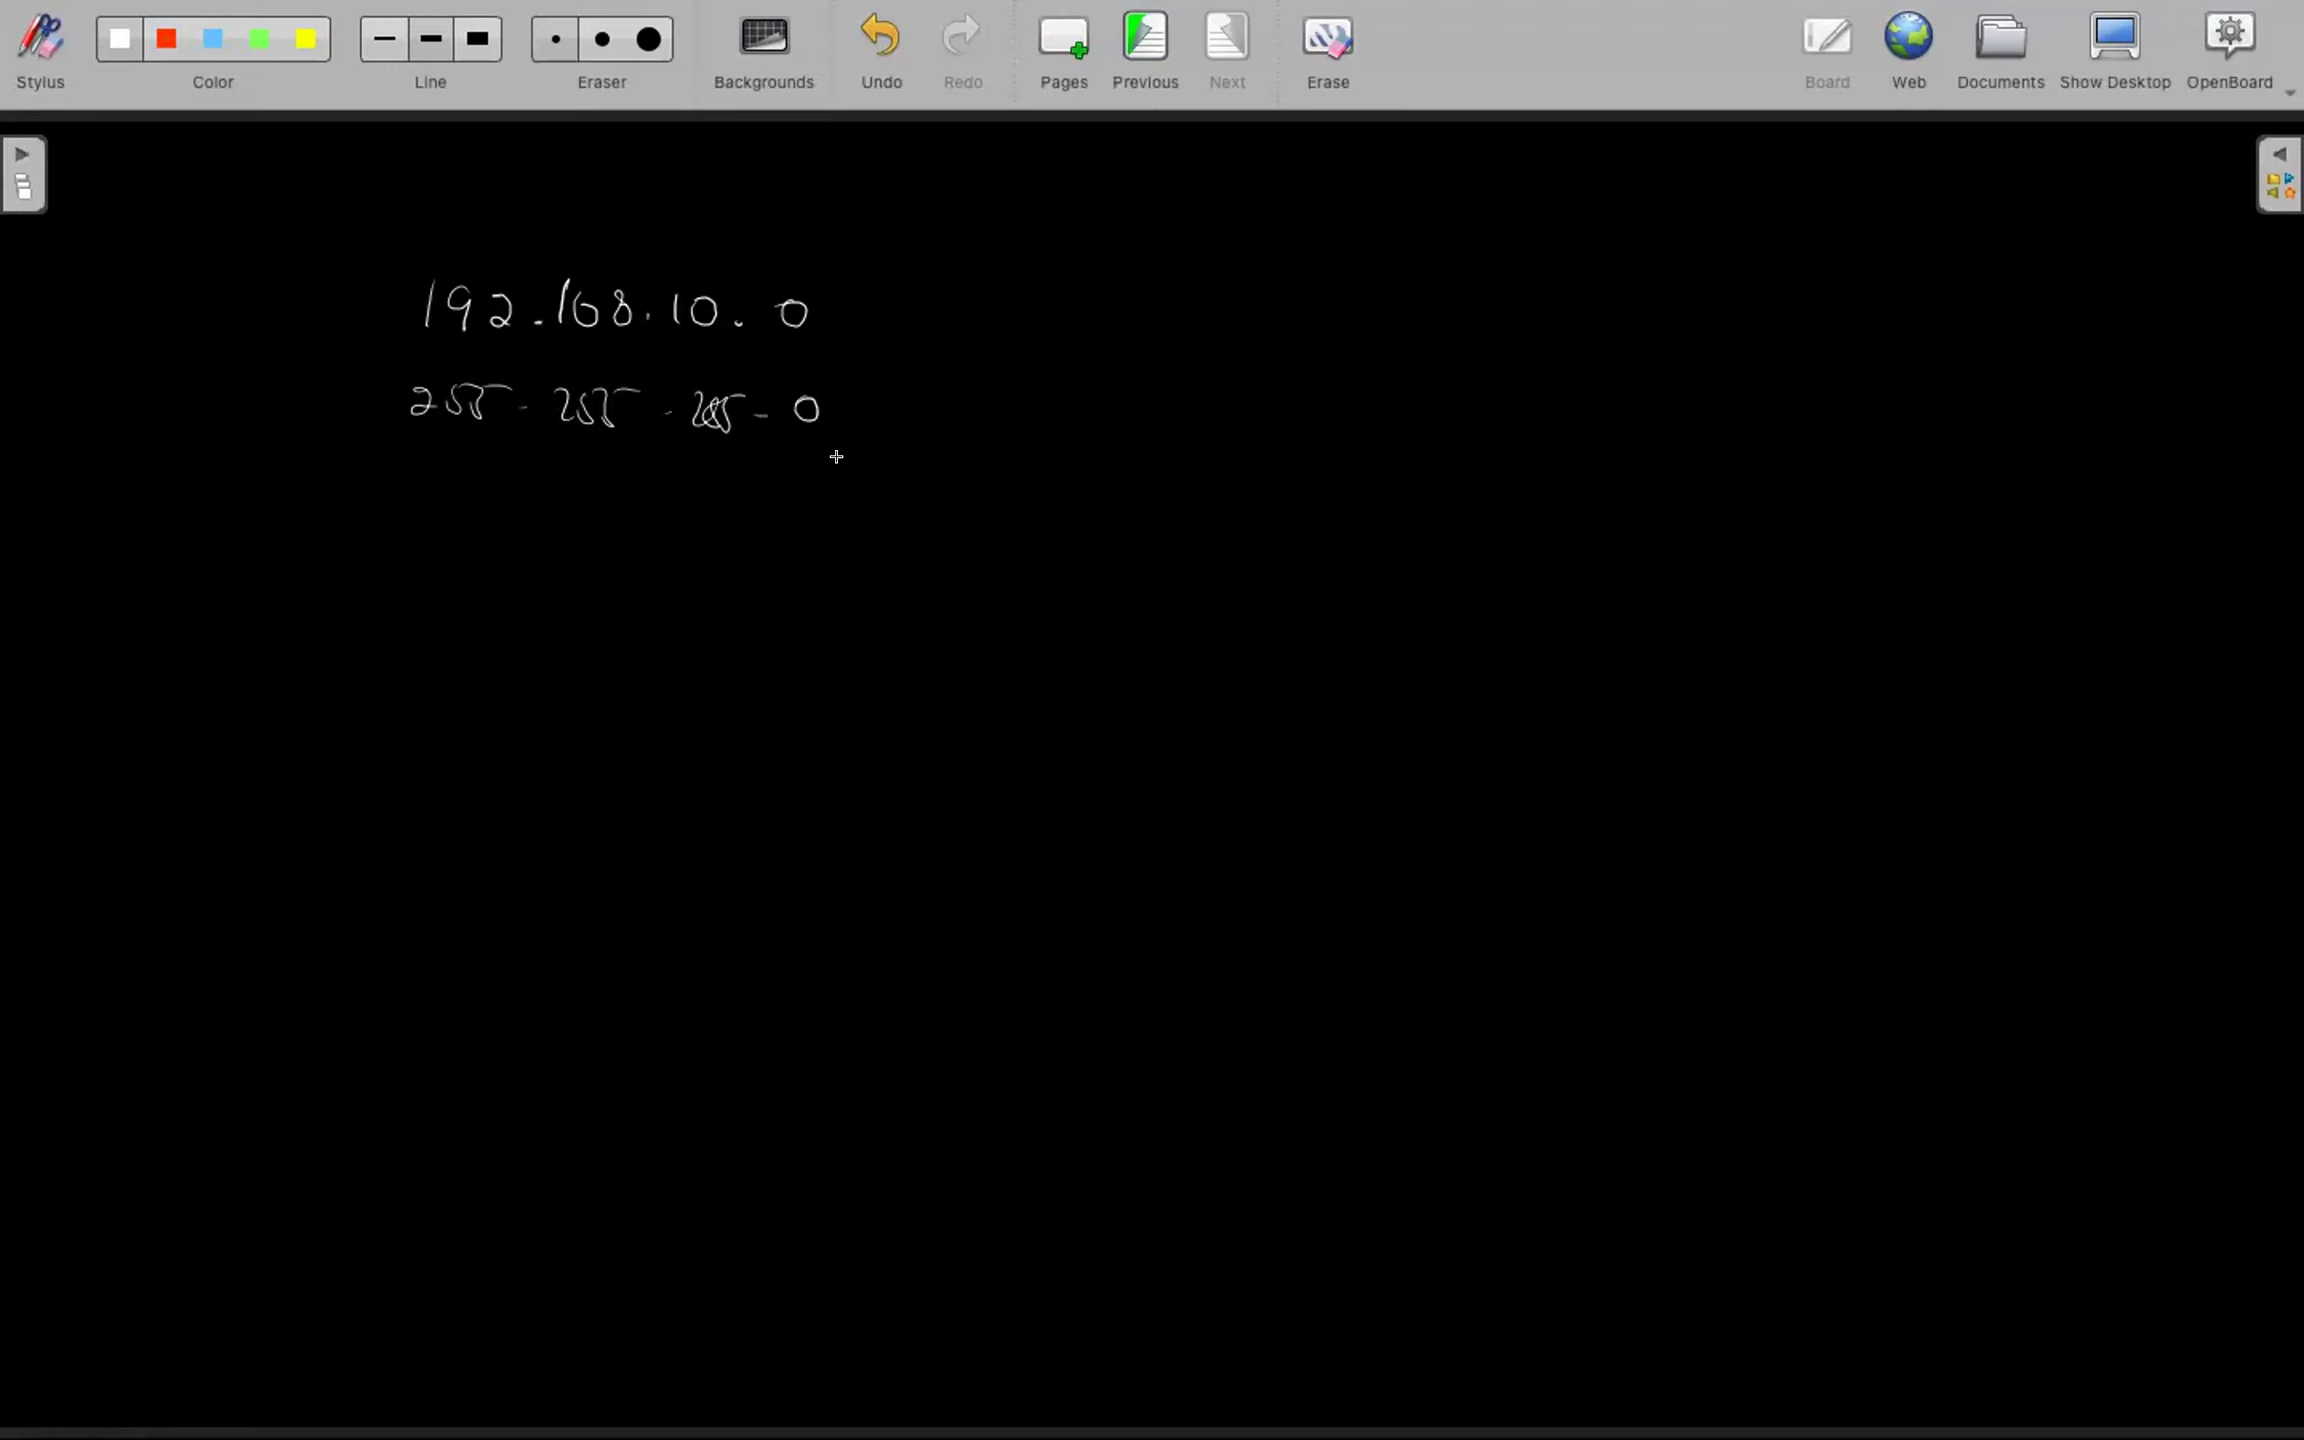 Stylus Color Line Eraser Backgrounds Undo Redo Pages Previous Next Erase Board Web Documents Show Desktop OpenBoard
192.168.10.0
255-255-255-0